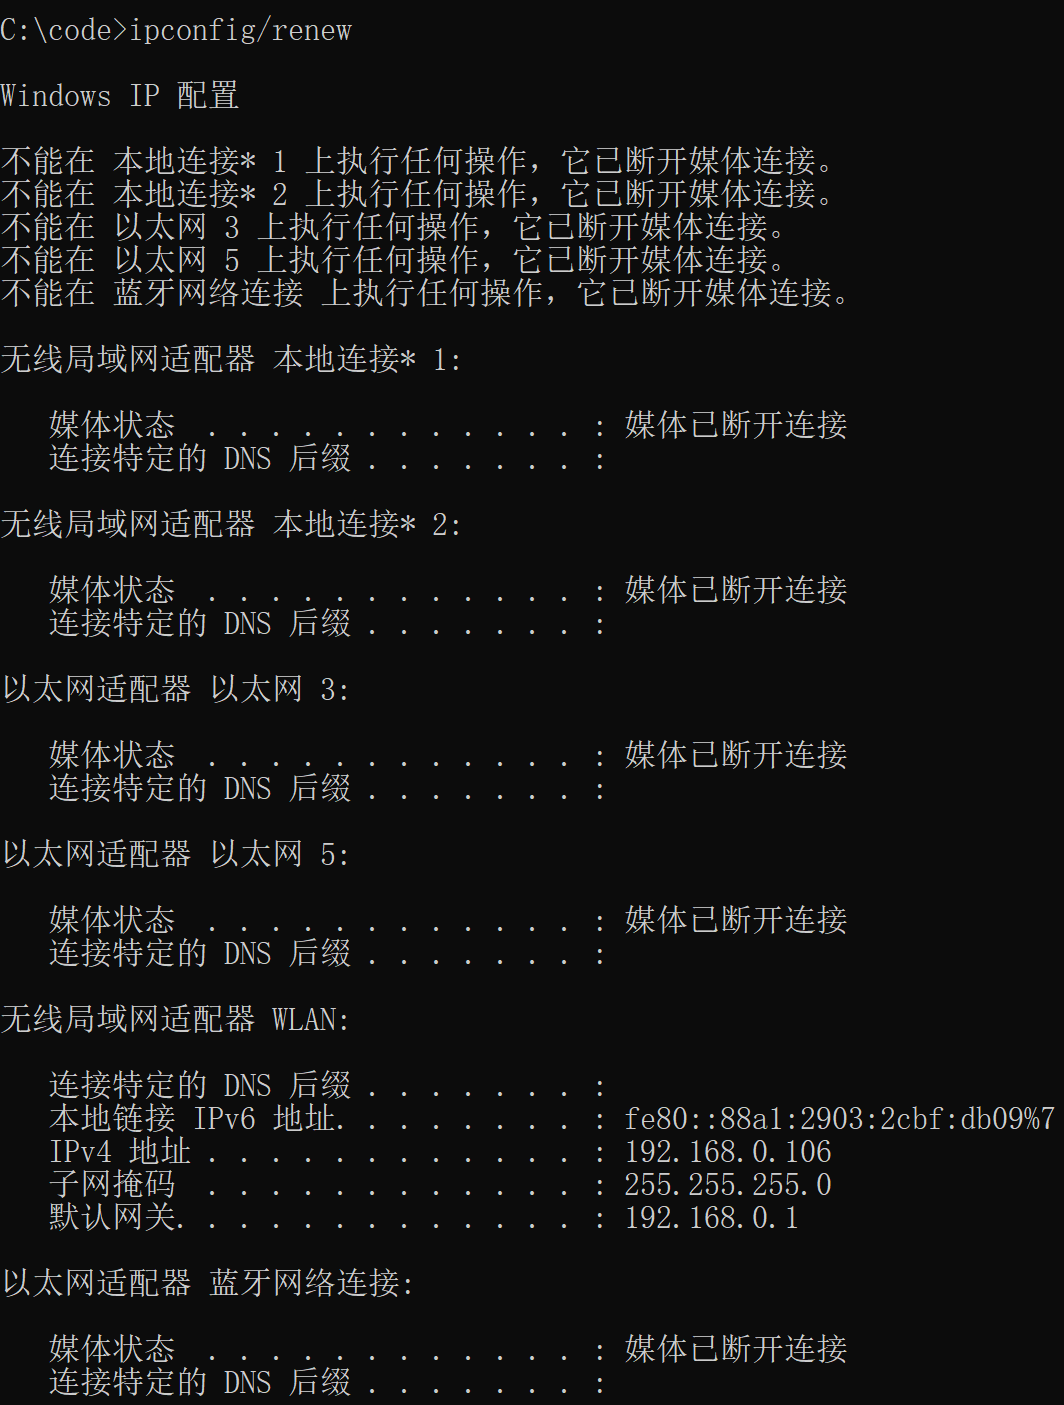 C:\code>ipconfig/renew
Windows IP 配置
不能在 本地连接* 1 上执行任何操作，它已断开媒体连接。
不能在 本地连接* 2 上执行任何操作，它已断开媒体连接。
不能在 以太网 3 上执行任何操作，它已断开媒体连接。
不能在 以太网 5 上执行任何操作，它已断开媒体连接。
不能在 蓝牙网络连接 上执行任何操作，它已断开媒体连接。
无线局域网适配器 本地连接* 1:
媒体状态  . . . . . . . . . . . . : 媒体已断开连接
连接特定的 DNS 后缀 . . . . . . . :
无线局域网适配器 本地连接* 2:
媒体状态  . . . . . . . . . . . . : 媒体已断开连接
连接特定的 DNS 后缀 . . . . . . . :
以太网适配器 以太网 3:
媒体状态  . . . . . . . . . . . . : 媒体已断开连接
连接特定的 DNS 后缀 . . . . . . . :
以太网适配器 以太网 5:
媒体状态  . . . . . . . . . . . . : 媒体已断开连接
连接特定的 DNS 后缀 . . . . . . . :
无线局域网适配器 WLAN:
连接特定的 DNS 后缀 . . . . . . . :
本地链接 IPv6 地址. . . . . . . . : fe80::88a1:2903:2cbf:db09%7
IPv4 地址 . . . . . . . . . . . . : 192.168.0.106
子网掩码  . . . . . . . . . . . . : 255.255.255.0
默认网关. . . . . . . . . . . . . : 192.168.0.1
以太网适配器 蓝牙网络连接:
媒体状态  . . . . . . . . . . . . : 媒体已断开连接
连接特定的 DNS 后缀 . . . . . . . :